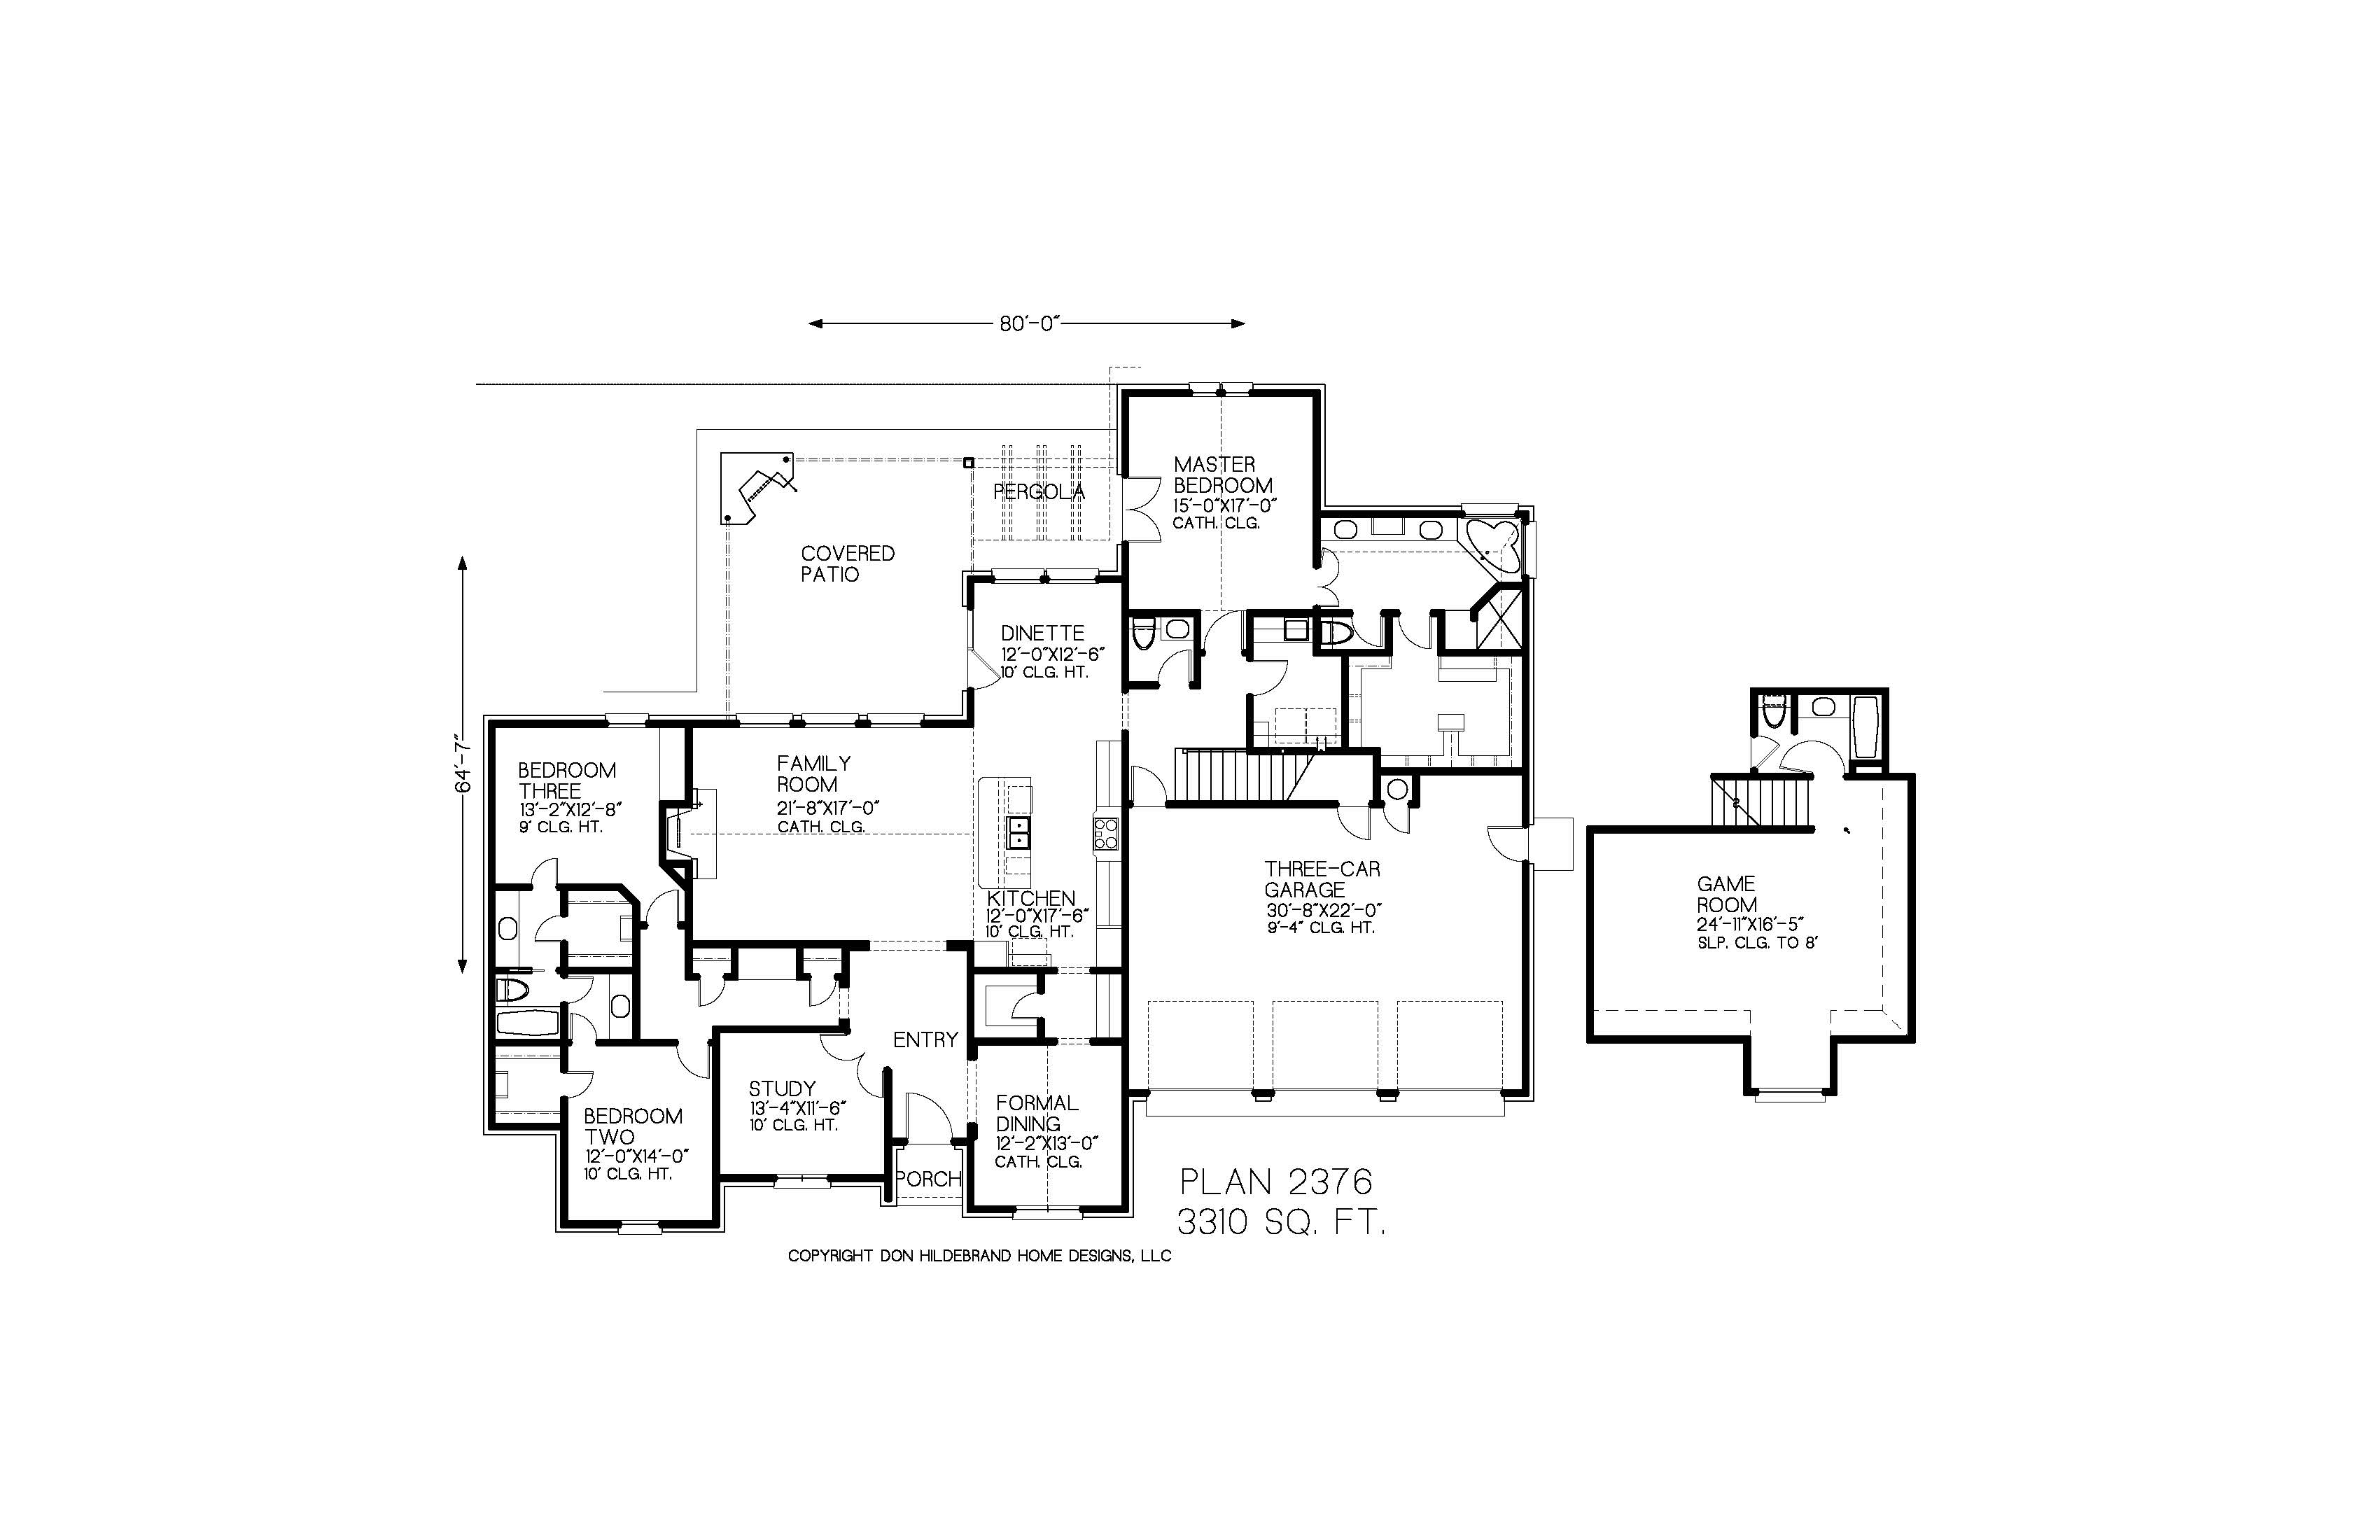 80'-0"
64'-7"
PERGOLA
COVERED
PATIO
MASTER
BEDROOM
15'-0"X17'-0"
CATH. CLG.
DINETTE
12'-0"X12'-6"
10' CLG. HT.
BEDROOM
THREE
13'-2"X12'-8"
9' CLG. HT.
FAMILY
ROOM
21'-8"X17'-0"
CATH. CLG.
KITCHEN
12'-0"X17'-6"
10' CLG. HT.
THREE-CAR
GARAGE
30'-8"X22'-0"
9'-4" CLG. HT.
GAME
ROOM
24'-11"X16'-5"
SLP. CLG. TO 8'
ENTRY
STUDY
13'-4"X11'-6"
10' CLG. HT.
BEDROOM
TWO
12'-0"X14'-0"
10' CLG. HT.
FORMAL
DINING
12'-2"X13'-0"
CATH. CLG.
PORCH
PLAN 2376
3310 SQ. FT.
COPYRIGHT DON HILDEBRAND HOME DESIGNS, LLC